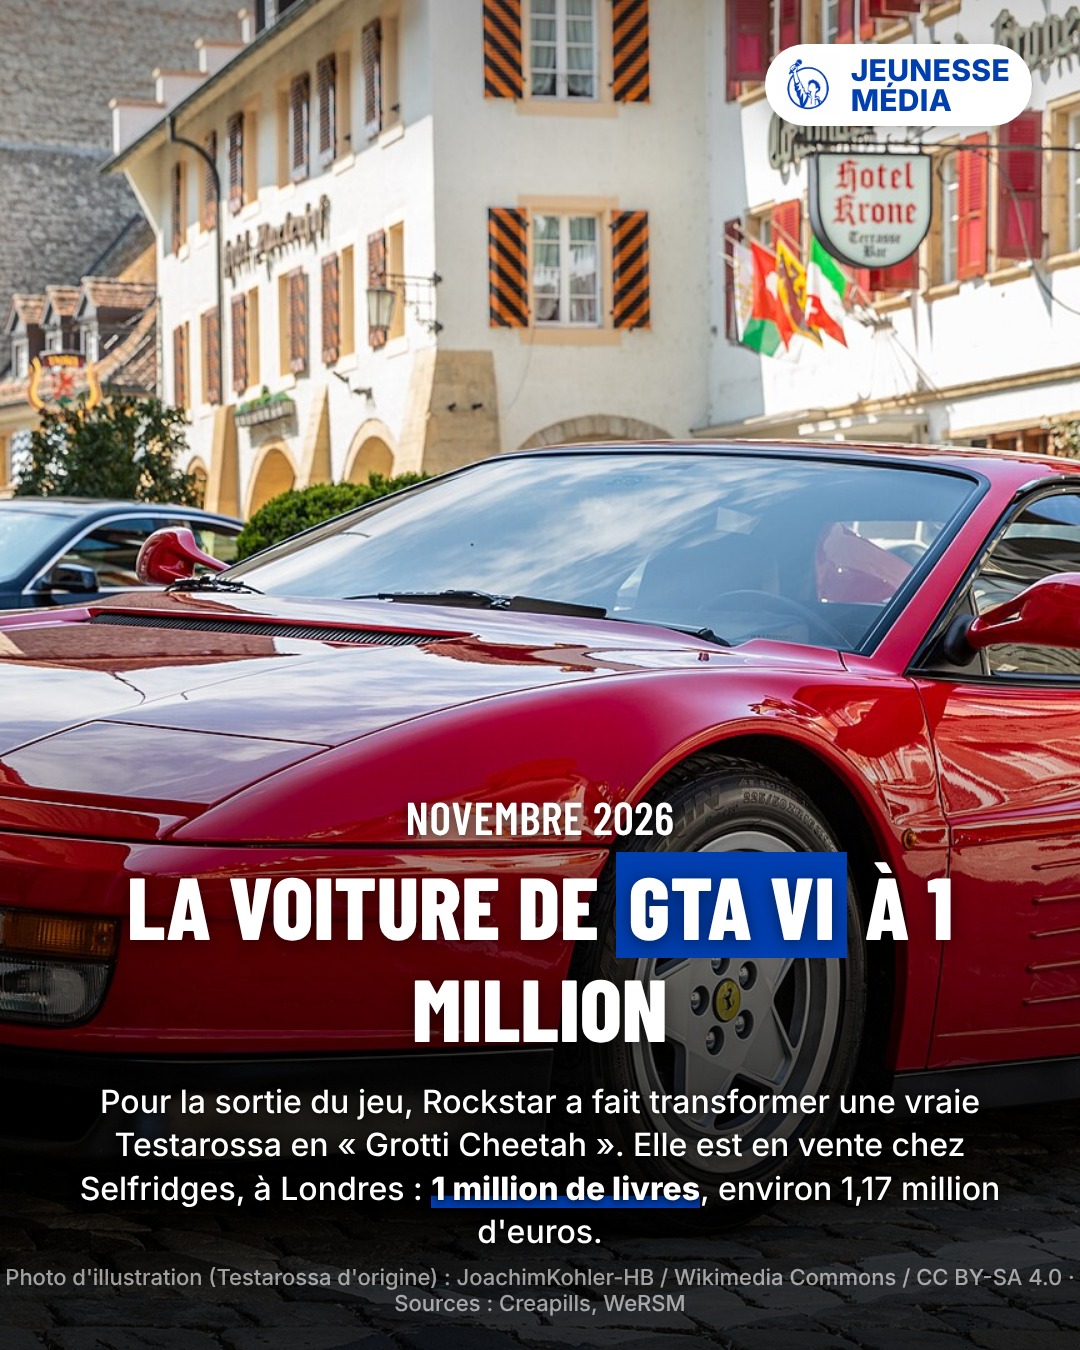 JEUNESSE
MÉDIA
Hotel
Krone
Terrasse
Bar
NOVEMBRE 2026
LA VOITURE DE GTA VI À 1
MILLION
Pour la sortie du jeu, Rockstar a fait transformer une vraie
Testarossa en « Grotti Cheetah ». Elle est en vente chez
Selfridges, à Londres : 1 million de livres, environ 1,17 million
d'euros.
Photo d'illustration (Testarossa d'origine) : JoachimKohler-HB / Wikimedia Commons / CC BY-SA 4.0 ·
Sources : Creapills, WeRSM